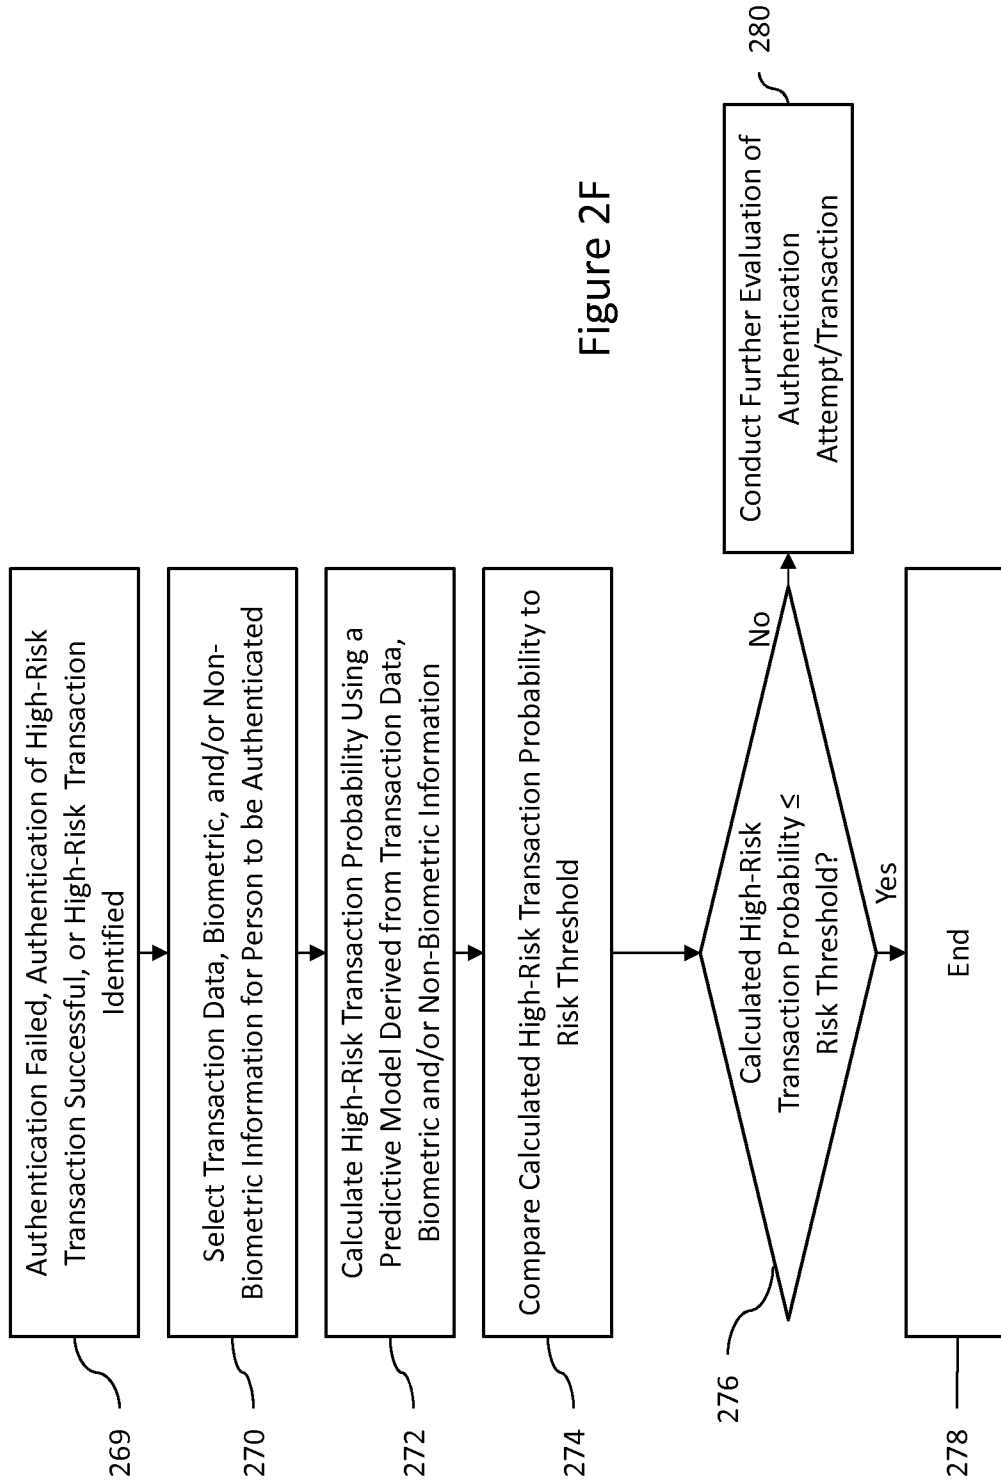 Authentication Failed, Authentication of High-Risk
Transaction Successful, or High-Risk Transaction
Identified
269
Select Transaction Data, Biometric, and/or Non-
Biometric Information for Person to be Authenticated
270
Calculate High-Risk Transaction Probability Using a
Predictive Model Derived from Transaction Data,
Biometric and/or Non-Biometric Information
272
Compare Calculated High-Risk Transaction Probability to
Risk Threshold
274
Figure 2F
Calculated High-Risk
Transaction Probability ≤
Risk Threshold?
276
No
Conduct Further Evaluation of
Authentication
Attempt/Transaction
280
Yes
End
278